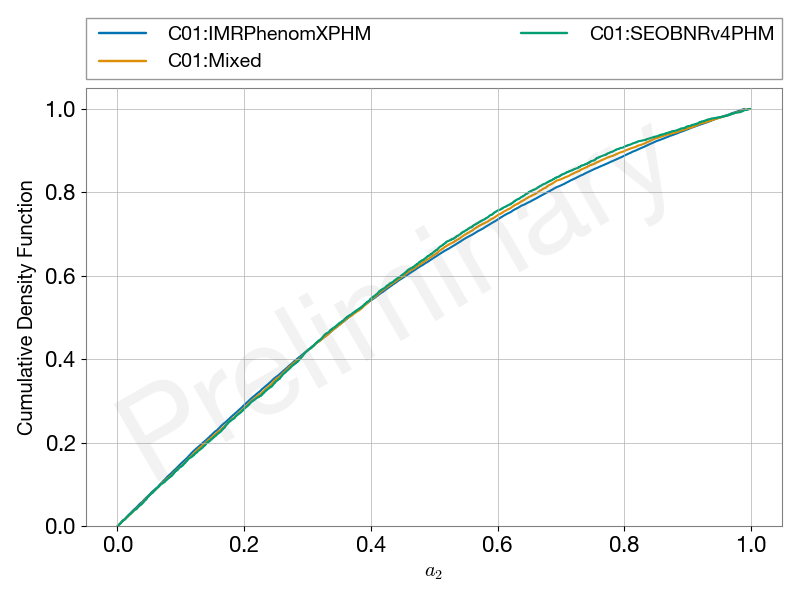 C01:IMRPhenomXPHM
C01:Mixed
C01:SEOBNRv4PHM
1.0
0.8
0.6
0.4
0.2
0.0
Cumulative Density Function
Preliminary
0.0 0.2 0.4 0.6 0.8 1.0
a₂